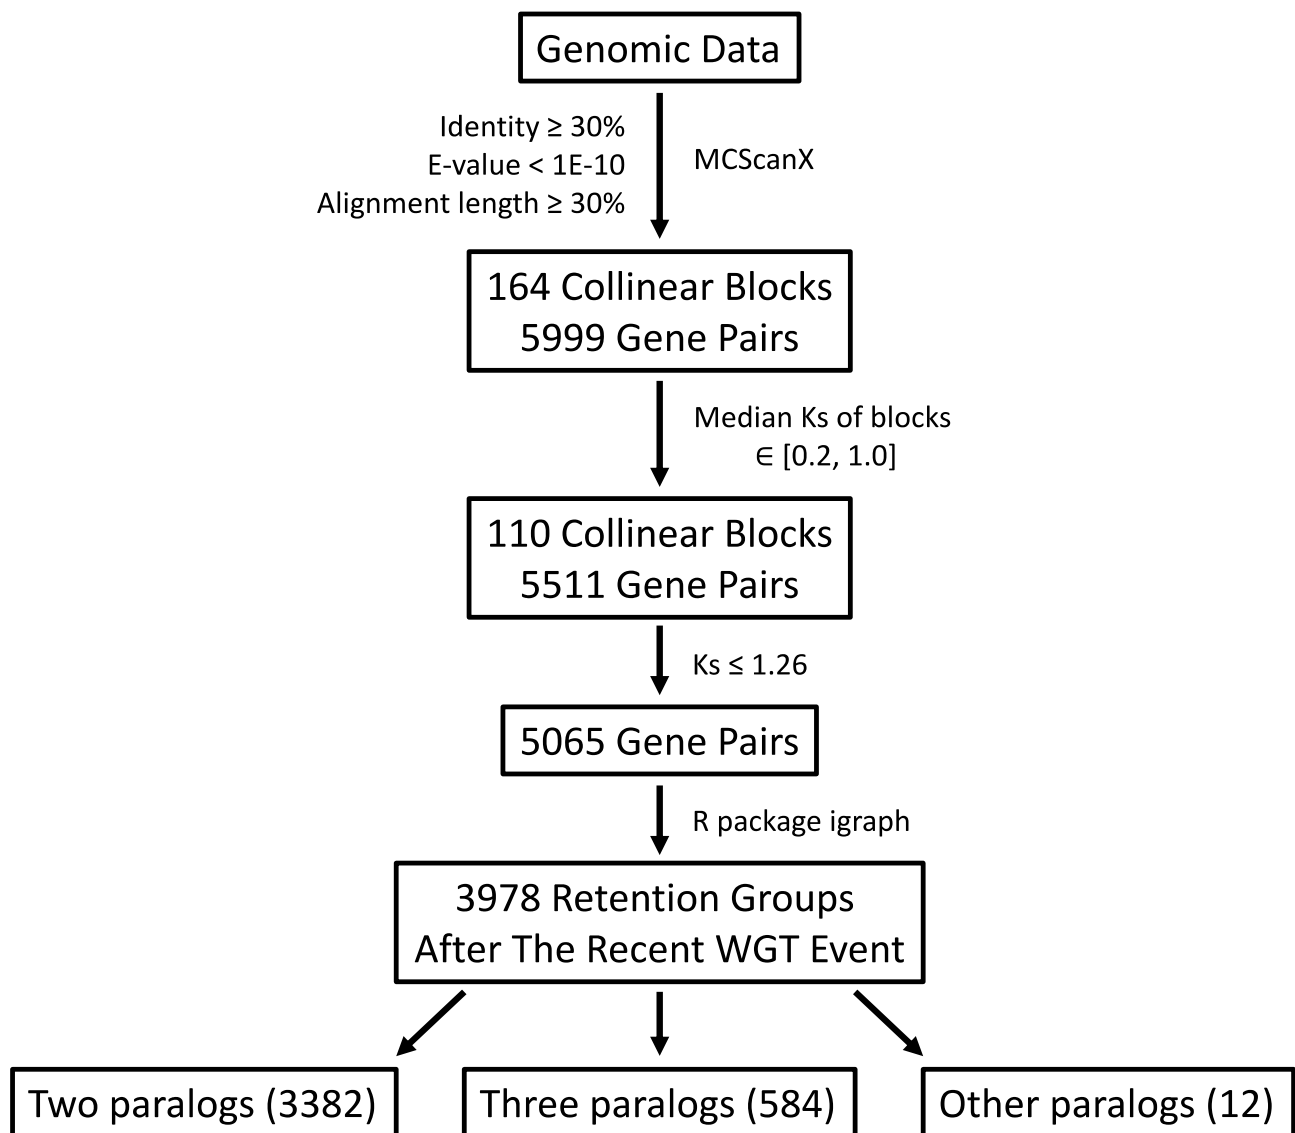 Genomic Data
Identity ≥ 30%
E-value < 1E-10
Alignment length ≥ 30%
MCScanX
164 Collinear Blocks
5999 Gene Pairs
Median Ks of blocks
∈ [0.2, 1.0]
110 Collinear Blocks
5511 Gene Pairs
Ks ≤ 1.26
5065 Gene Pairs
R package igraph
3978 Retention Groups
After The Recent WGT Event
Two paralogs (3382)
Three paralogs (584)
Other paralogs (12)